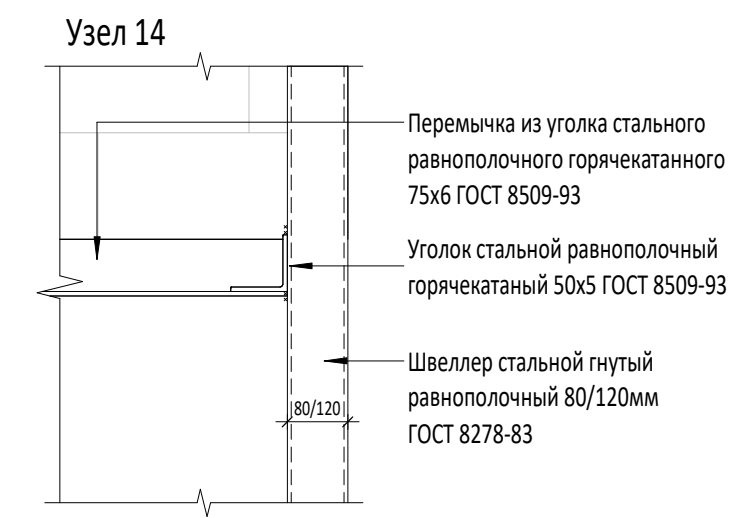 Узел 14
Перемычка из уголка стального
равнополочного горячекатанного
75х6 ГОСТ 8509-93
Уголок стальной равнополочный
горячекатаный 50х5 ГОСТ 8509-93
Швеллер стальной гнутый
равнополочный 80/120мм
ГОСТ 8278-83
80/120